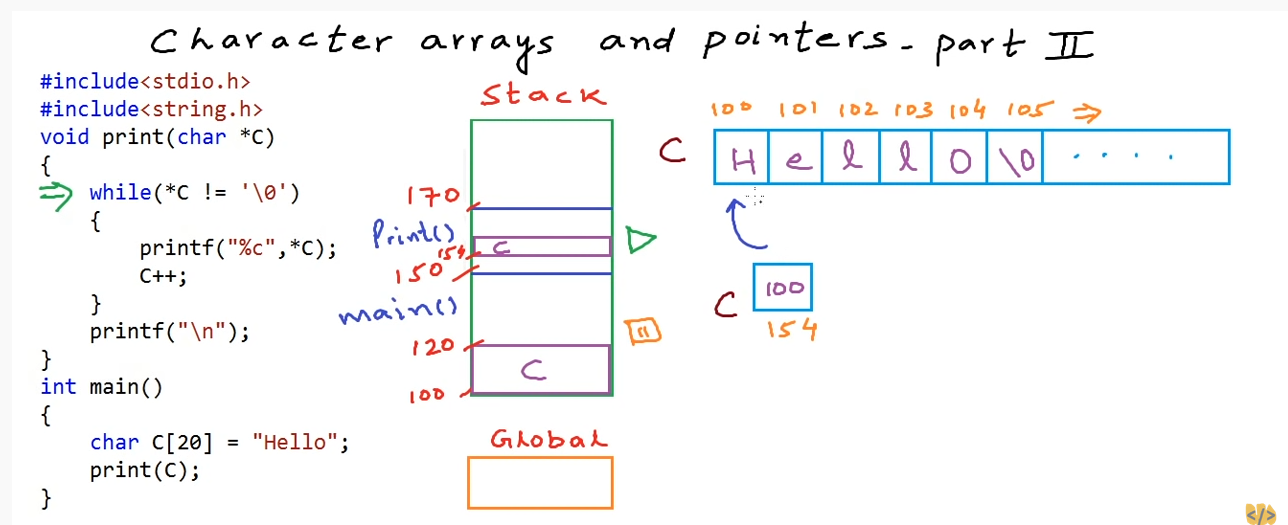 Character arrays and pointers - part II
#include<stdio.h>
#include<string.h>
void print(char *C)
{
while(*C != '\0')
{
printf("%c",*C);
C++;
}
printf("\n");
}
int main()
{
char C[20] = "Hello";
print(C);
}
Stack
170
Print()
C
154
150
main()
120
C
100
Global
100 101 102 103 104 105 ⇒
C H e l l o \0 . . . .
C 100
154
</>